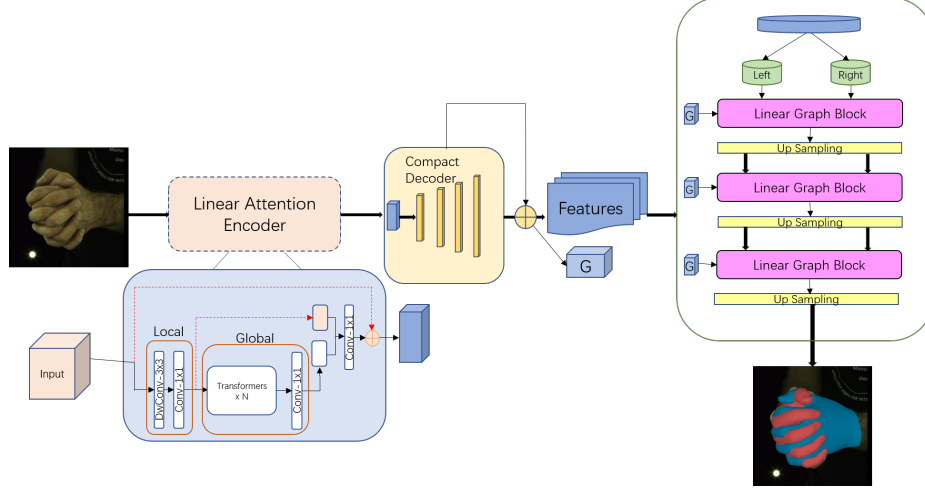 Left
Right
G
Linear Graph Block
Up Sampling
G
Linear Graph Block
Up Sampling
G
Linear Graph Block
Up Sampling
Linear Attention
Encoder
Compact
Decoder
Features
G
Input
Local
DwConv-3x3
Conv-1x1
Global
Transformers
x N
Conv-1x1
Conv-1x1